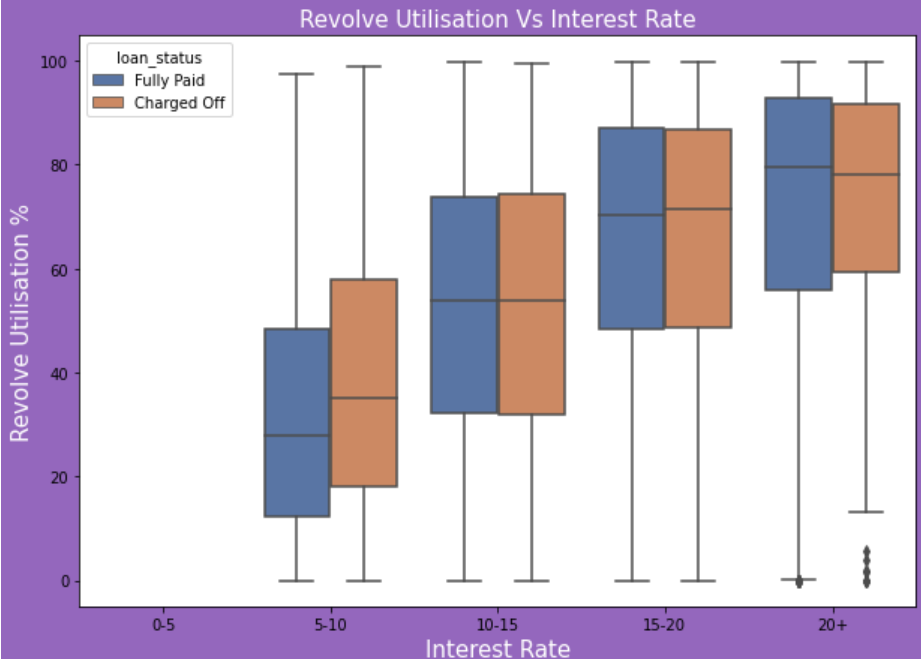 Revolve Utilisation Vs Interest Rate
loan_status
Fully Paid
Charged Off
Revolve Utilisation %
100
80
60
40
20
0
0-5 5-10 10-15 15-20 20+
Interest Rate